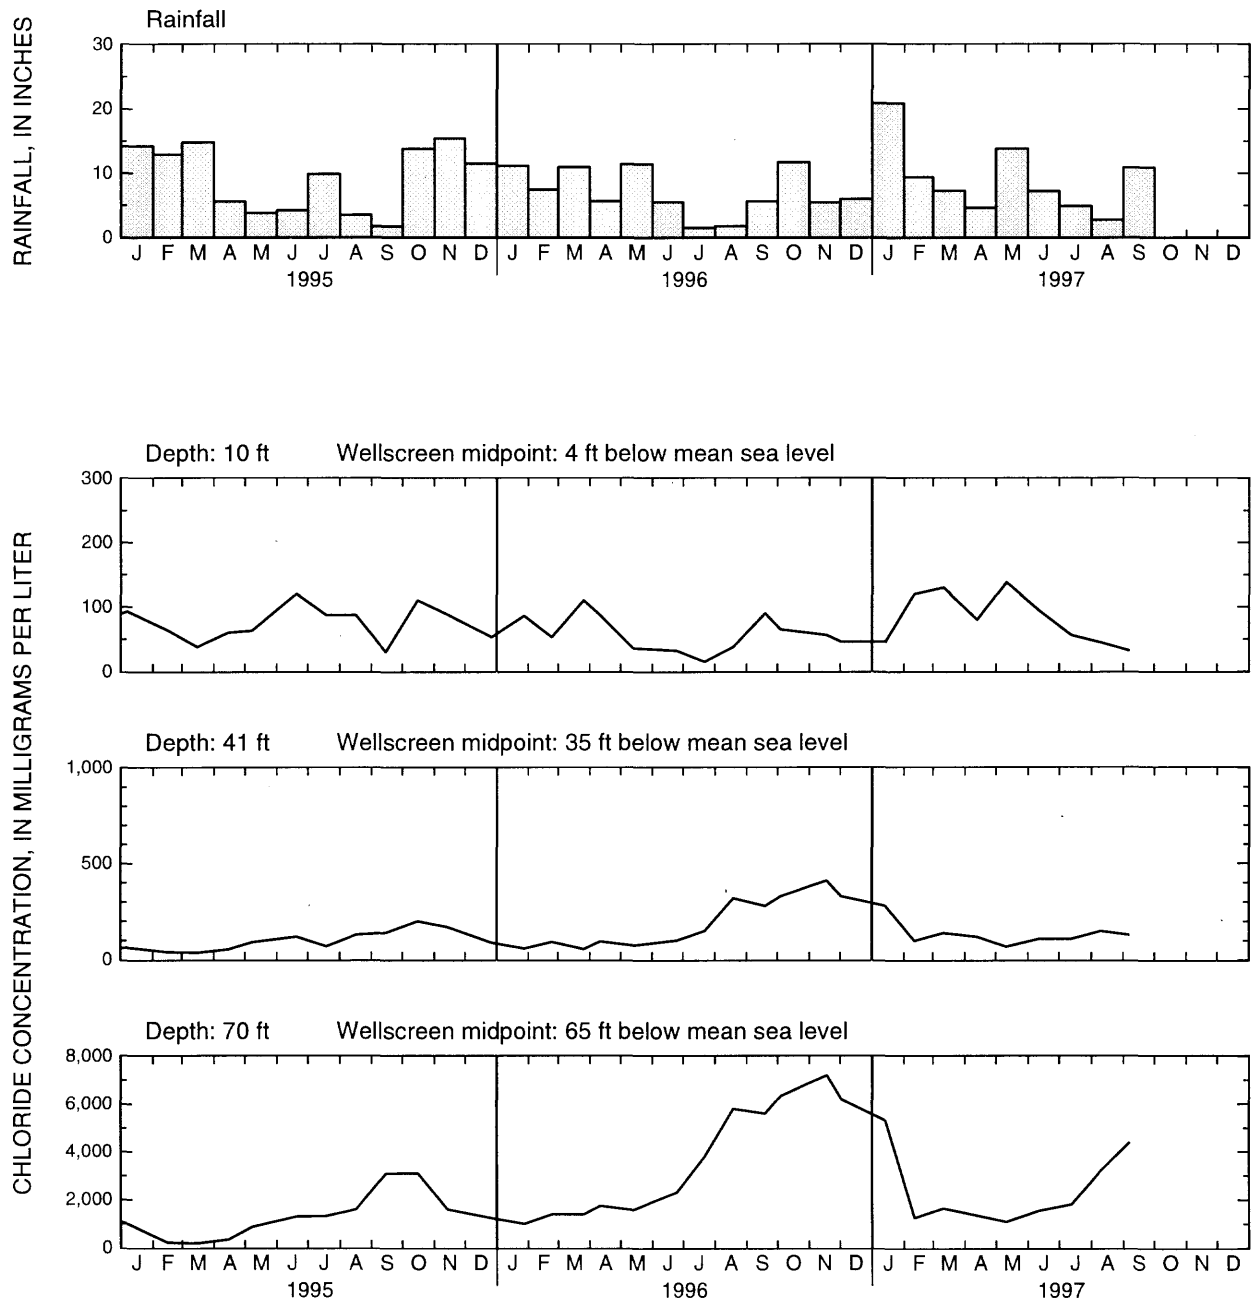 Rainfall
RAINFALL, IN INCHES
30
20
10
0
J F M A M J J A S O N D J F M A M J J A S O N D J F M A M J J A S O N D
1995 1996 1997
CHLORIDE CONCENTRATION, IN MILLIGRAMS PER LITER
Depth: 10 ft Wellscreen midpoint: 4 ft below mean sea level
300
200
100
0
Depth: 41 ft Wellscreen midpoint: 35 ft below mean sea level
1,000
500
0
Depth: 70 ft Wellscreen midpoint: 65 ft below mean sea level
8,000
6,000
4,000
2,000
0
J F M A M J J A S O N D J F M A M J J A S O N D J F M A M J J A S O N D
1995 1996 1997